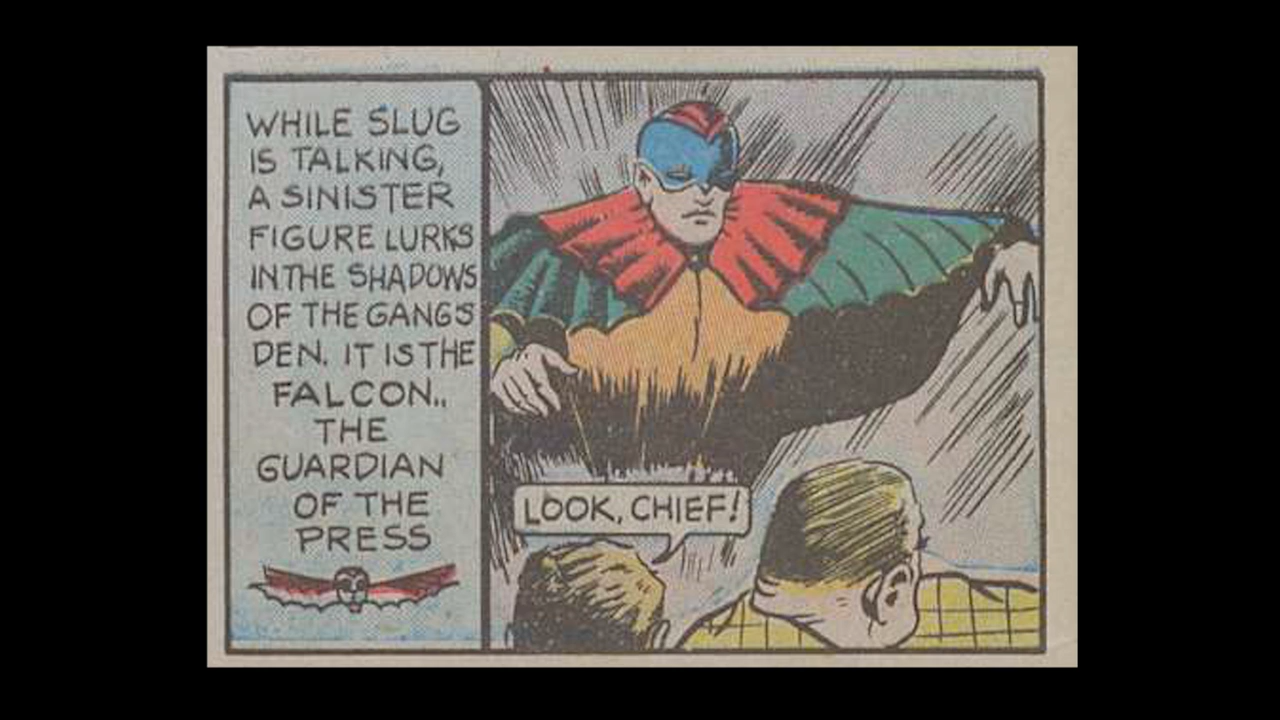 WHILE SLUG
IS TALKING,
A SINISTER
FIGURE LURKS
IN THE SHADOWS
OF THE GANG'S
DEN. IT IS THE
FALCON..
THE
GUARDIAN
OF THE
PRESS
LOOK, CHIEF!